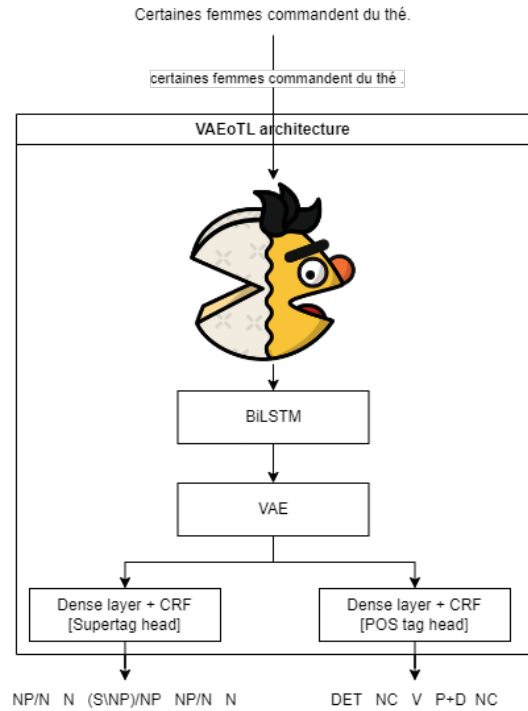 Certaines femmes commandent du thé.
certaines femmes commandent du thé .
VAEoTL architecture
BiLSTM
VAE
Dense layer + CRF
[Supertag head]
Dense layer + CRF
[POS tag head]
NP/N N (S\NP)/NP NP/N N
DET NC V P+D NC